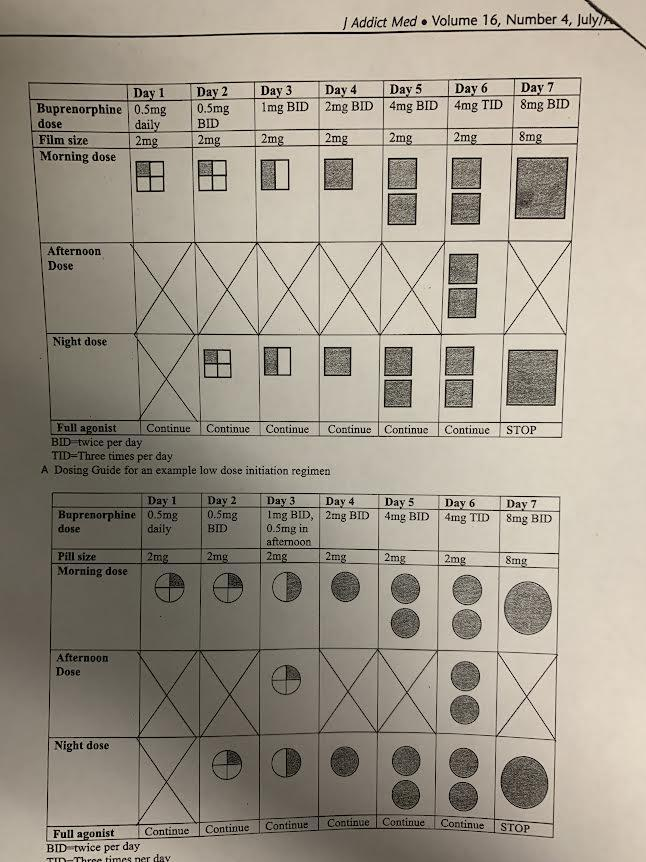 J Addict Med • Volume 16, Number 4, July/
Day 1 Day 2 Day 3 Day 4 Day 5 Day 6 Day 7
Buprenorphine 0.5mg 0.5mg 1mg BID 2mg BID 4mg BID 4mg TID 8mg BID
dose daily BID
Film size 2mg 2mg 2mg 2mg 2mg 2mg 8mg
Morning dose
Afternoon
Dose
Night dose
Full agonist Continue Continue Continue Continue Continue Continue STOP
BID=twice per day
TID=Three times per day
A Dosing Guide for an example low dose initiation regimen
Day 1 Day 2 Day 3 Day 4 Day 5 Day 6 Day 7
Buprenorphine 0.5mg 0.5mg 1mg BID, 2mg BID 4mg BID 4mg TID 8mg BID
dose daily BID 0.5mg in
afternoon
Pill size 2mg 2mg 2mg 2mg 2mg 2mg 8mg
Morning dose
Afternoon
Dose
Night dose
Full agonist Continue Continue Continue Continue Continue Continue STOP
BID=twice per day
TID=Three times per day